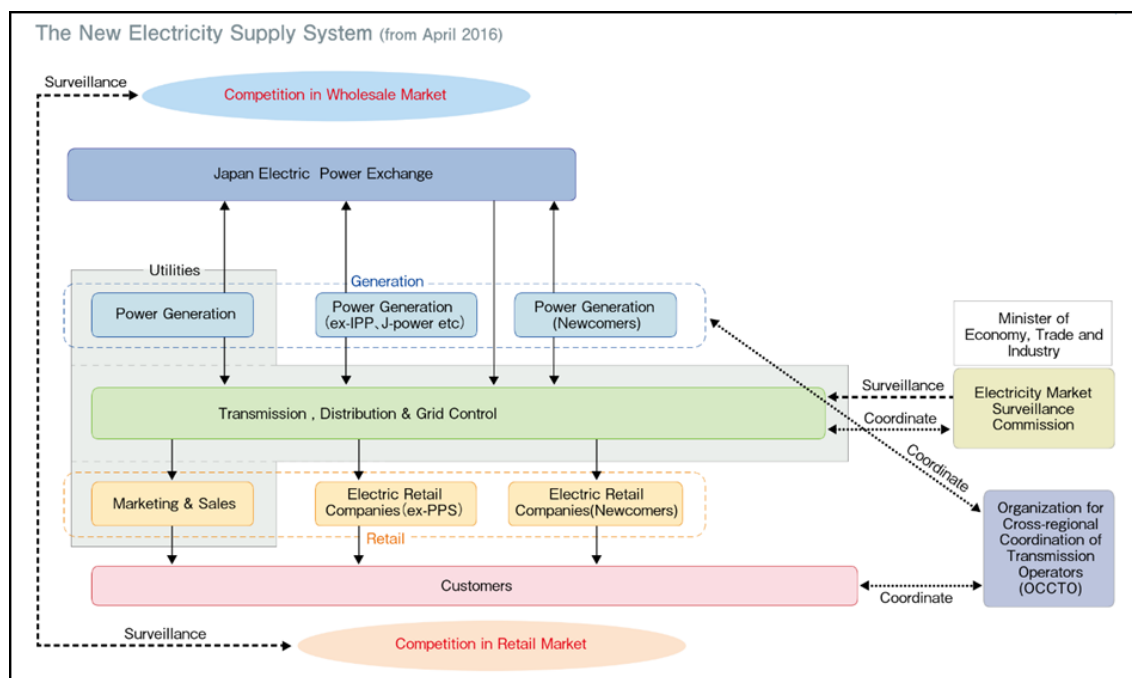 The New Electricity Supply System (from April 2016)
Surveillance
Competition in Wholesale Market
Japan Electric Power Exchange
Utilities
Generation
Power Generation
Power Generation
(ex-IPP、J-power etc)
Power Generation
(Newcomers)
Minister of
Economy, Trade and
Industry
Surveillance
Electricity Market
Surveillance
Commission
Transmission , Distribution & Grid Control
Coordinate
Coordinate
Marketing & Sales
Electric Retail
Companies(ex-PPS)
Electric Retail
Companies(Newcomers)
Retail
Organization for
Cross-regional
Coordination of
Transmission
Operators
(OCCTO)
Customers
Coordinate
Surveillance
Competition in Retail Market